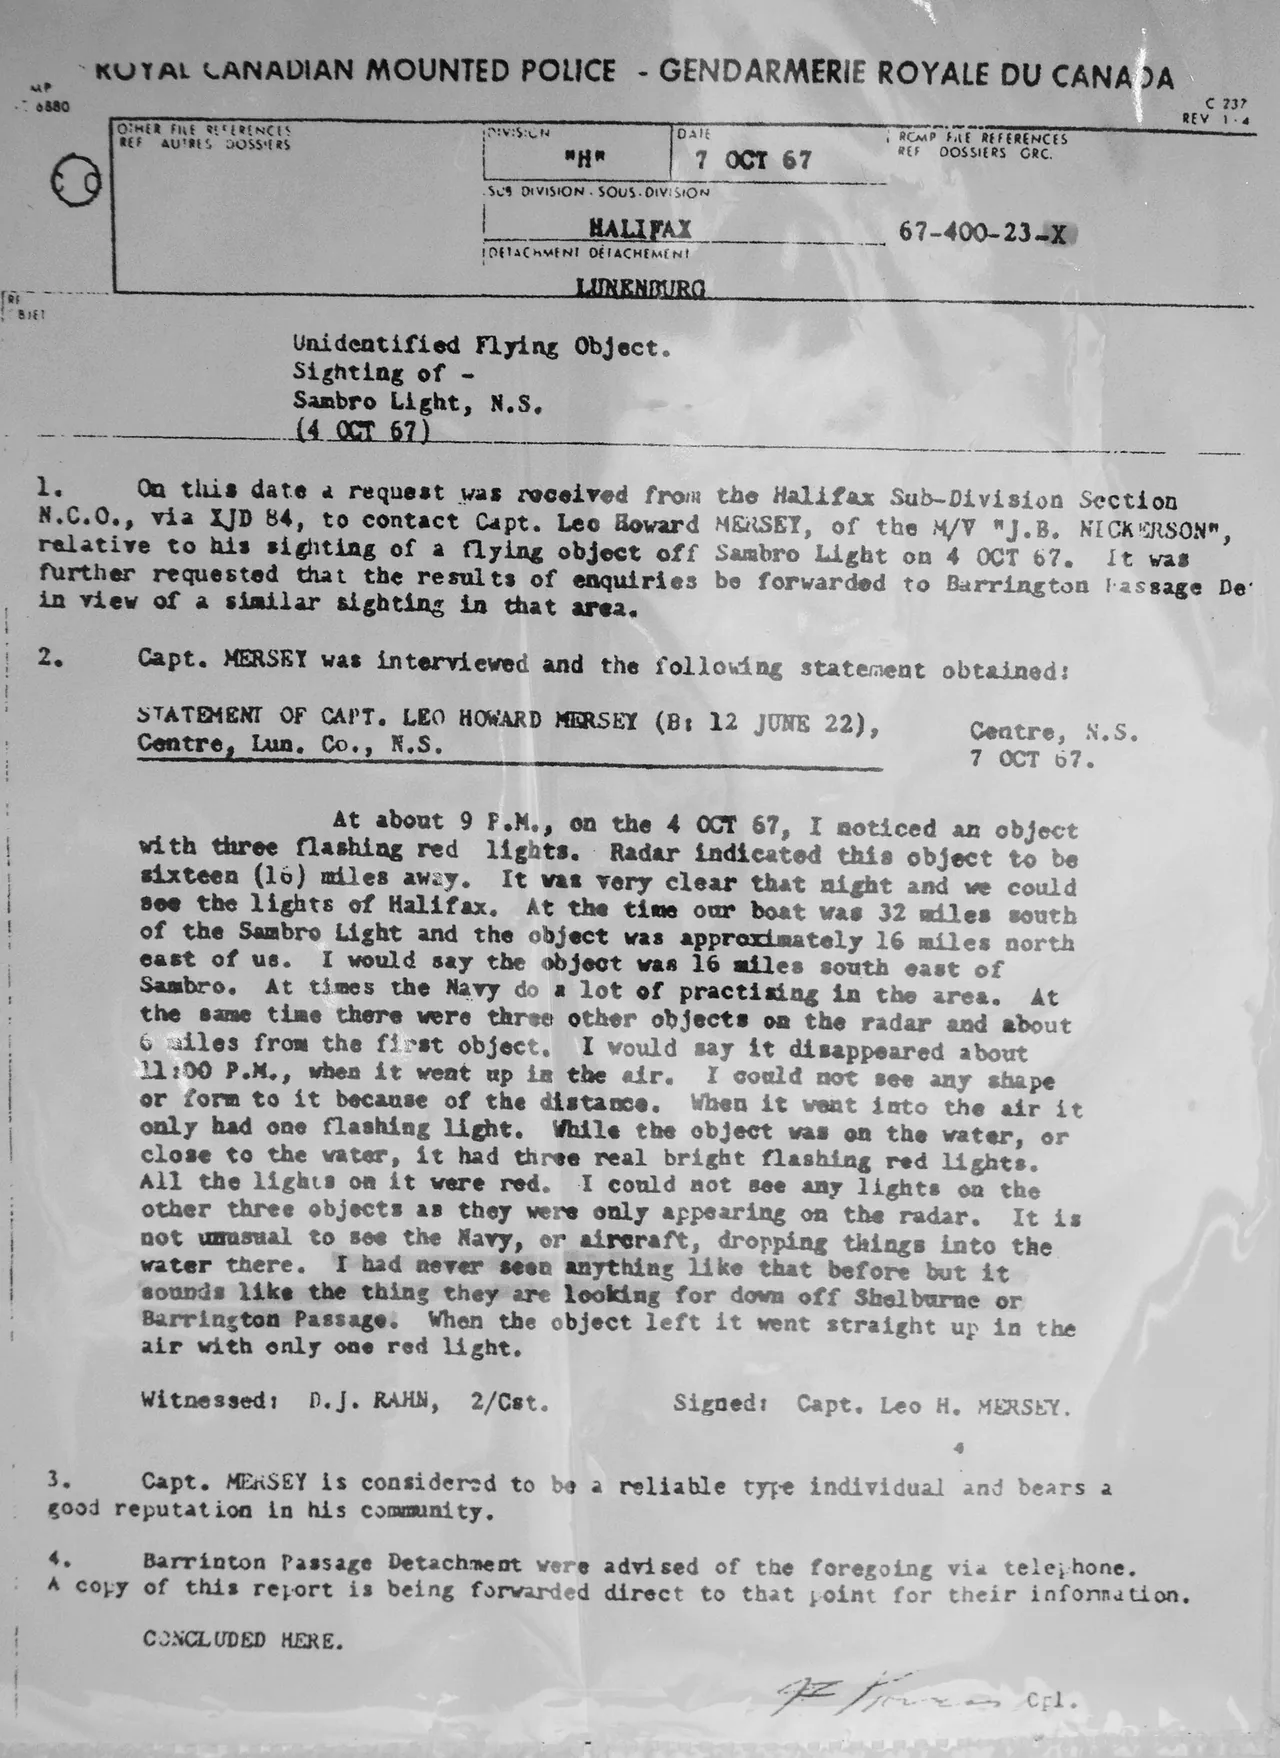 ROYAL CANADIAN MOUNTED POLICE - GENDARMERIE ROYALE DU CANADA
6880
C 237
REV 1-4
OTHER FILE REFERENCES
REF AUTRES DOSSIERS
DIVISION
"H"
DATE
7 OCT 67
RCMP FILE REFERENCES
REF DOSSIERS GRC.
SUB DIVISION - SOUS-DIVISION
HALIFAX
67-400-23-X
DETACHMENT DÉTACHEMENT
LUNENBURG
RE
BJET
Unidentified Flying Object.
Sighting of -
Sambro Light, N.S.
(4 OCT 67)
1. On this date a request was received from the Halifax Sub-Division Section
N.C.O., via XJD 84, to contact Capt. Leo Howard MERSEY, of the M/V "J.B. NICKERSON",
relative to his sighting of a flying object off Sambro Light on 4 OCT 67. It was
further requested that the results of enquiries be forwarded to Barrington Passage De
in view of a similar sighting in that area.
2. Capt. MERSEY was interviewed and the following statement obtained:
STATEMENT OF CAPT. LEO HOWARD MERSEY (B: 12 JUNE 22),
Centre, Lun. Co., N.S.
Centre, N.S.
7 OCT 67.
At about 9 P.M., on the 4 OCT 67, I noticed an object
with three flashing red lights. Radar indicated this object to be
sixteen (16) miles away. It was very clear that night and we could
see the lights of Halifax. At the time our boat was 32 miles south
of the Sambro Light and the object was approximately 16 miles north
east of us. I would say the object was 16 miles south east of
Sambro. At times the Navy do a lot of practising in the area. At
the same time there were three other objects on the radar and about
6 miles from the first object. I would say it disappeared about
11:00 P.M., when it went up in the air. I could not see any shape
or form to it because of the distance. When it went into the air it
only had one flashing light. While the object was on the water, or
close to the water, it had three real bright flashing red lights.
All the lights on it were red. I could not see any lights on the
other three objects as they were only appearing on the radar. It is
not unusual to see the Navy, or aircraft, dropping things into the
water there. I had never seen anything like that before but it
sounds like the thing they are looking for down off Shelburne or
Barrington Passage. When the object left it went straight up in the
air with only one red light.
Witnessed: D.J. RAHN, 2/Cst. Signed: Capt. Leo H. MERSEY.
4
3. Capt. MERSEY is considered to be a reliable type individual and bears a
good reputation in his community.
4. Barrinton Passage Detachment were advised of the foregoing via telephone.
A copy of this report is being forwarded direct to that point for their information.
CONCLUDED HERE.
Cpl.